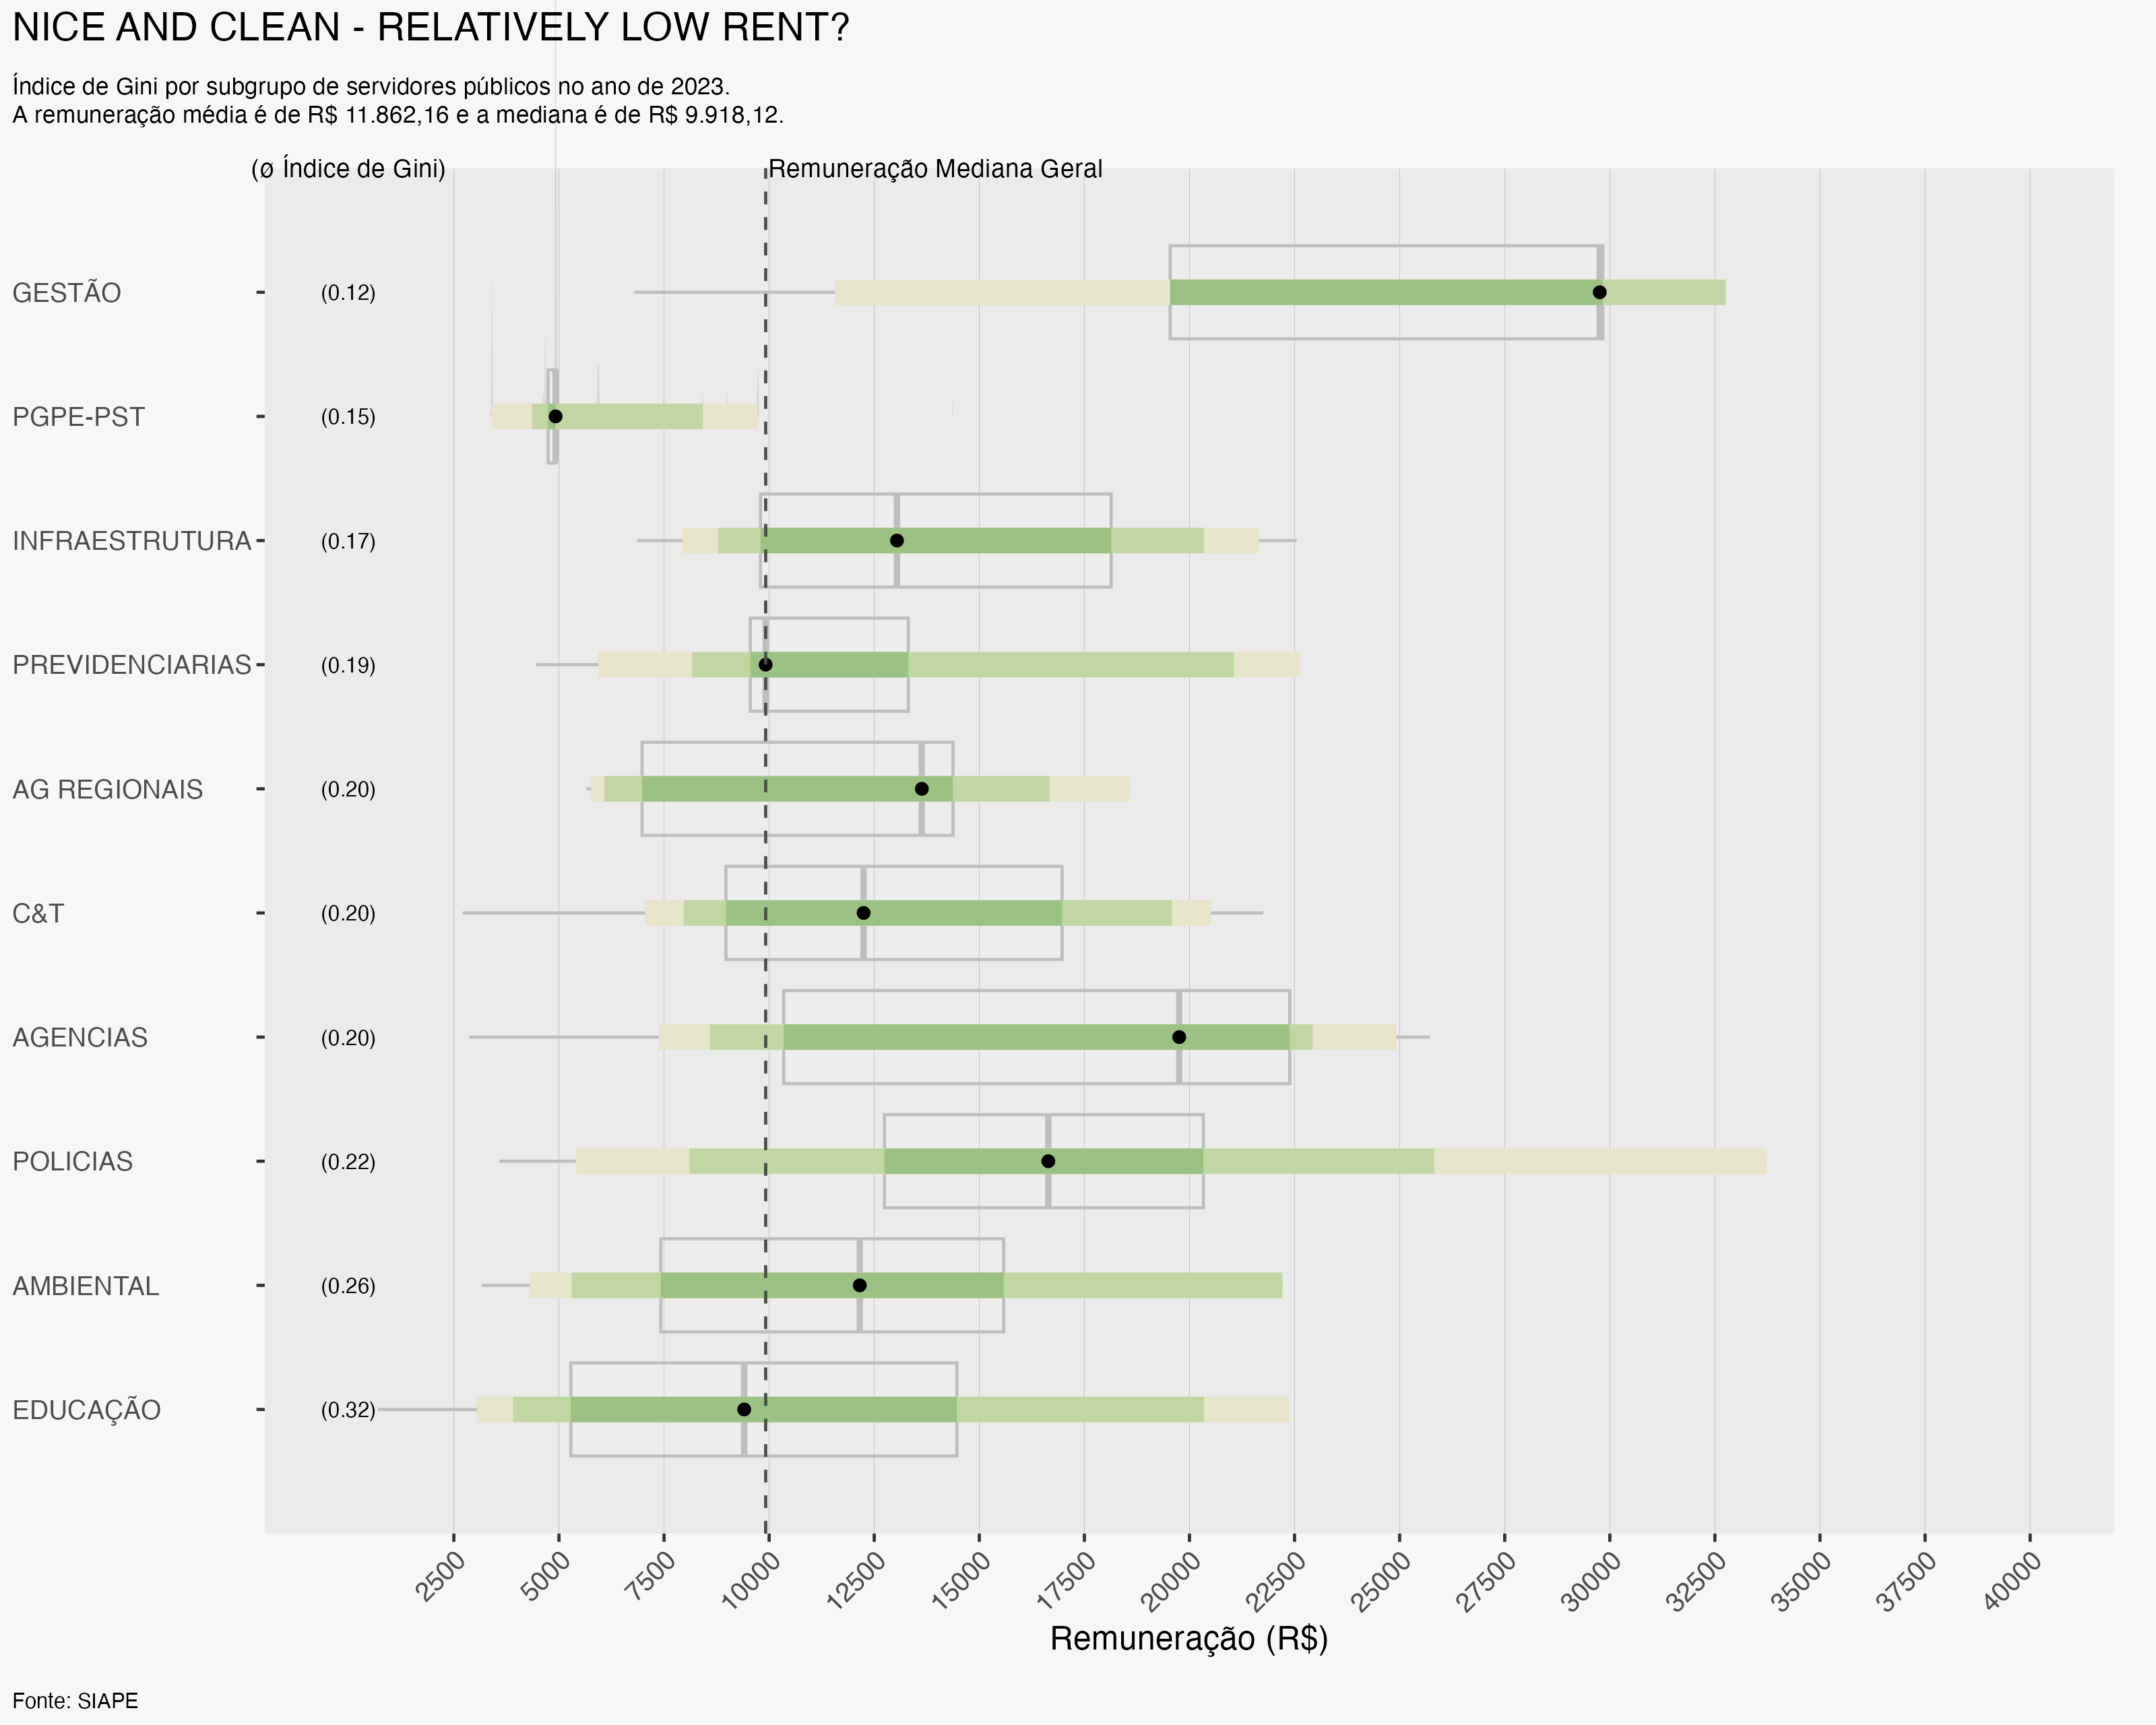 NICE AND CLEAN - RELATIVELY LOW RENT?
Índice de Gini por subgrupo de servidores públicos no ano de 2023.
A remuneração média é de R$ 11.862,16 e a mediana é de R$ 9.918,12.
(ø Índice de Gini) Remuneração Mediana Geral
GESTÃO (0.12)
PGPE-PST (0.15)
INFRAESTRUTURA (0.17)
PREVIDENCIARIAS (0.19)
AG REGIONAIS (0.20)
C&T (0.20)
AGENCIAS (0.20)
POLICIAS (0.22)
AMBIENTAL (0.26)
EDUCAÇÃO (0.32)
2500 5000 7500 10000 12500 15000 17500 20000 22500 25000 27500 30000 32500 35000 37500 40000
Remuneração (R$)
Fonte: SIAPE